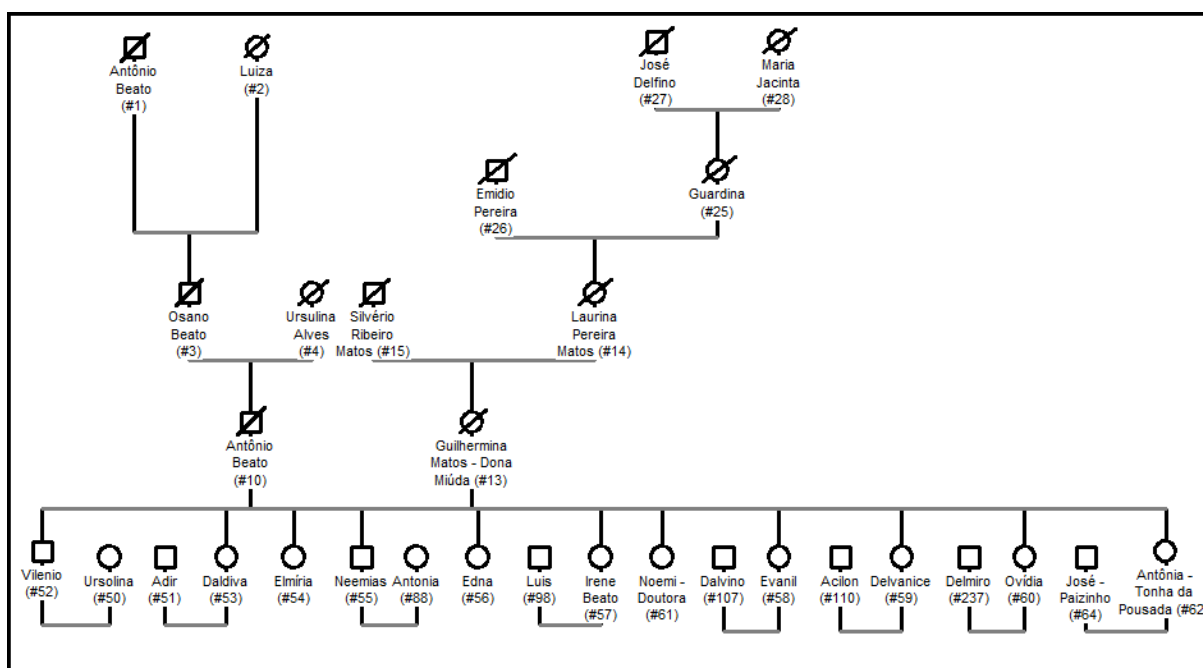 Antônio
Beato
(#1)
Luiza
(#2)
José
Delfino
(#27)
Maria
Jacinta
(#28)
Emidio
Pereira
(#26)
Guardina
(#25)
Osano
Beato
(#3)
Ursulina
Alves
(#4)
Silvério
Ribeiro
Matos (#15)
Laurina
Pereira
Matos (#14)
Antônio
Beato
(#10)
Guilhermina
Matos - Dona
Miúda (#13)
Vilenio
(#52)
Ursolina
(#50)
Adir
(#51)
Daldiva
(#53)
Elmíria
(#54)
Neemias
(#55)
Antonia
(#88)
Edna
(#56)
Luis
(#98)
Irene
Beato
(#57)
Noemi -
Doutora
(#61)
Dalvino
(#107)
Evanil
(#58)
Acilon
(#110)
Delvanice
(#59)
Delmiro
(#237)
Ovídia
(#60)
José -
Paizinho
(#64)
Antônia -
Tonha da
Pousada (#62